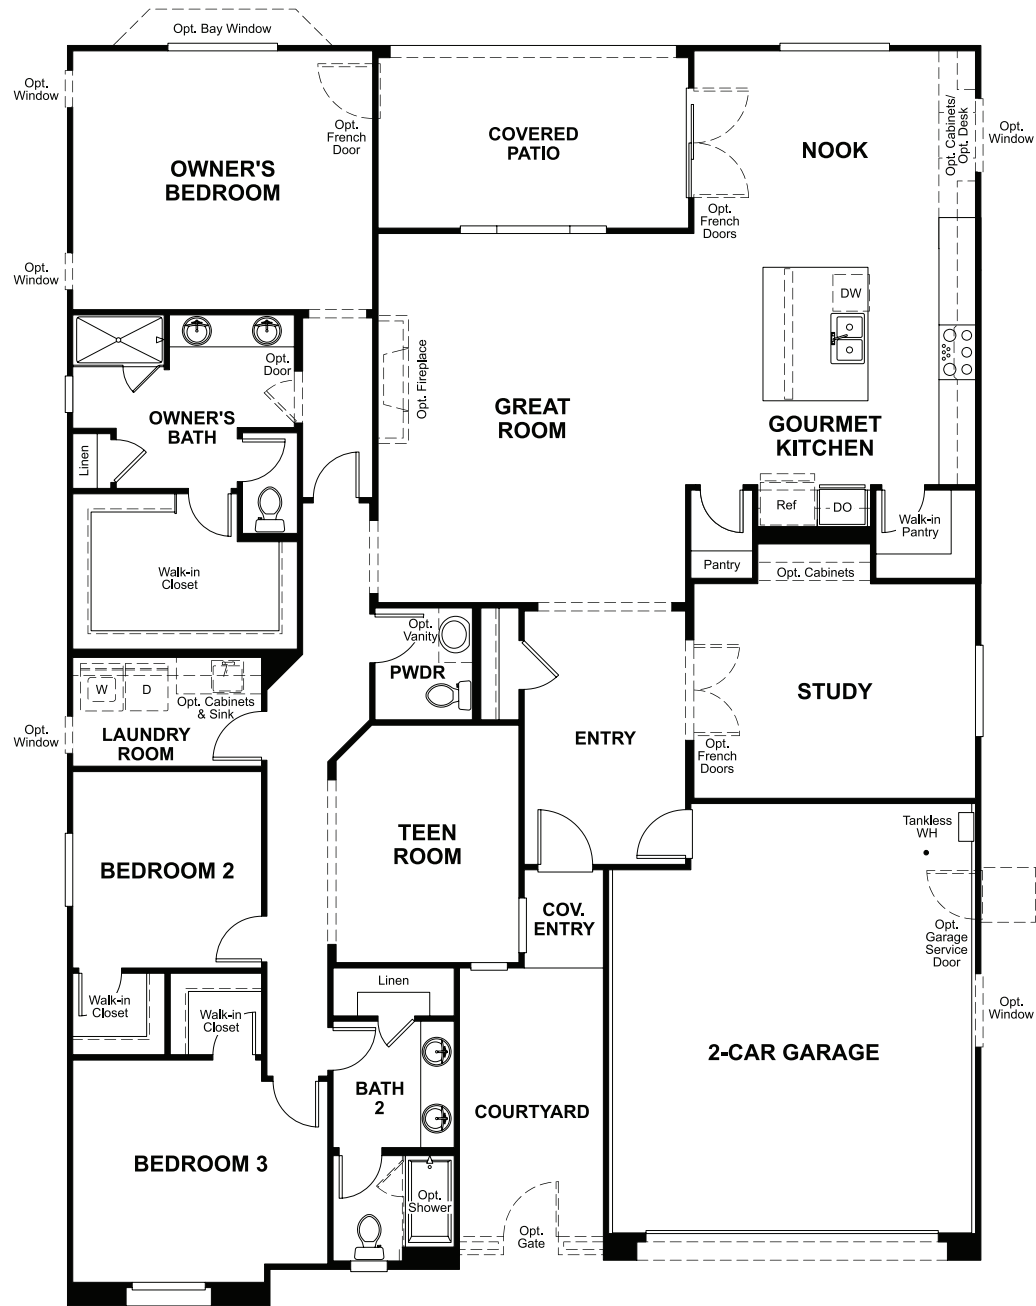 Opt. Bay Window
Opt.
Window
Opt.
French
Door
OWNER'S
BEDROOM
COVERED
PATIO
Opt.
French
Doors
NOOK
Opt. Cabinets/
Opt. Desk
Opt.
Window
Opt.
Window
DW
Opt.
Door
Opt. Fireplace
OWNER'S
BATH
Linen
GREAT
ROOM
GOURMET
KITCHEN
Ref
DO
Walk-in
Pantry
Pantry
Opt. Cabinets
Walk-in
Closet
Opt.
Vanity
PWDR
W
D
Opt. Cabinets
& Sink
Opt.
Window
LAUNDRY
ROOM
ENTRY
STUDY
Opt.
French
Doors
TEEN
ROOM
Tankless
WH
BEDROOM 2
COV.
ENTRY
Opt.
Garage
Service
Door
Linen
Walk-in
Closet
Walk-in
Closet
Opt.
Window
2-CAR GARAGE
BATH
2
COURTYARD
BEDROOM 3
Opt.
Shower
Opt.
Gate